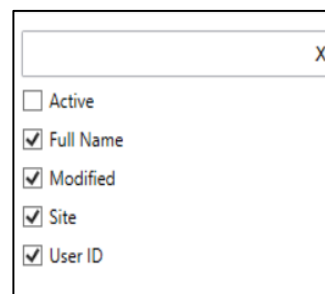 X
Active
Full Name
Modified
Site
User ID